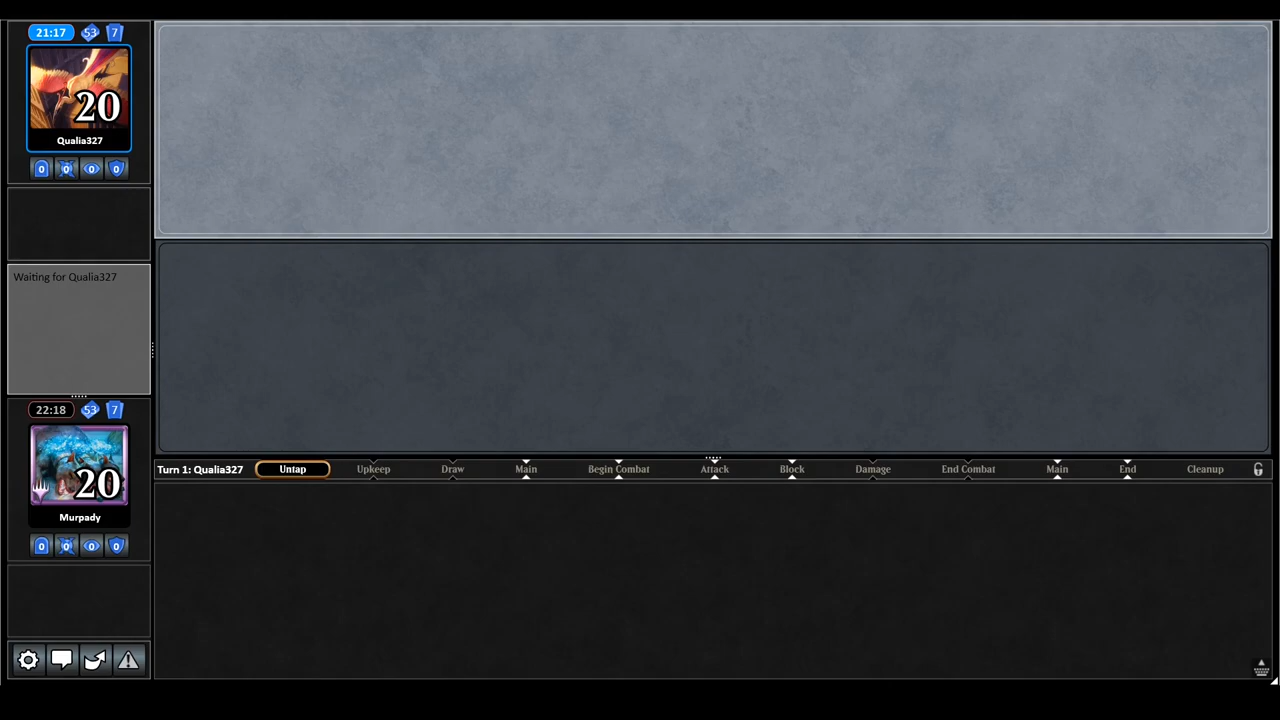 21:17 53 7
20
Qualia327
0 0 0 0
Waiting for Qualia327
22:18 53 7
20
Murpady
0 0 0 0
Turn 1: Qualia327 Untap Upkeep Draw Main Begin Combat Attack Block Damage End Combat Main End Cleanup